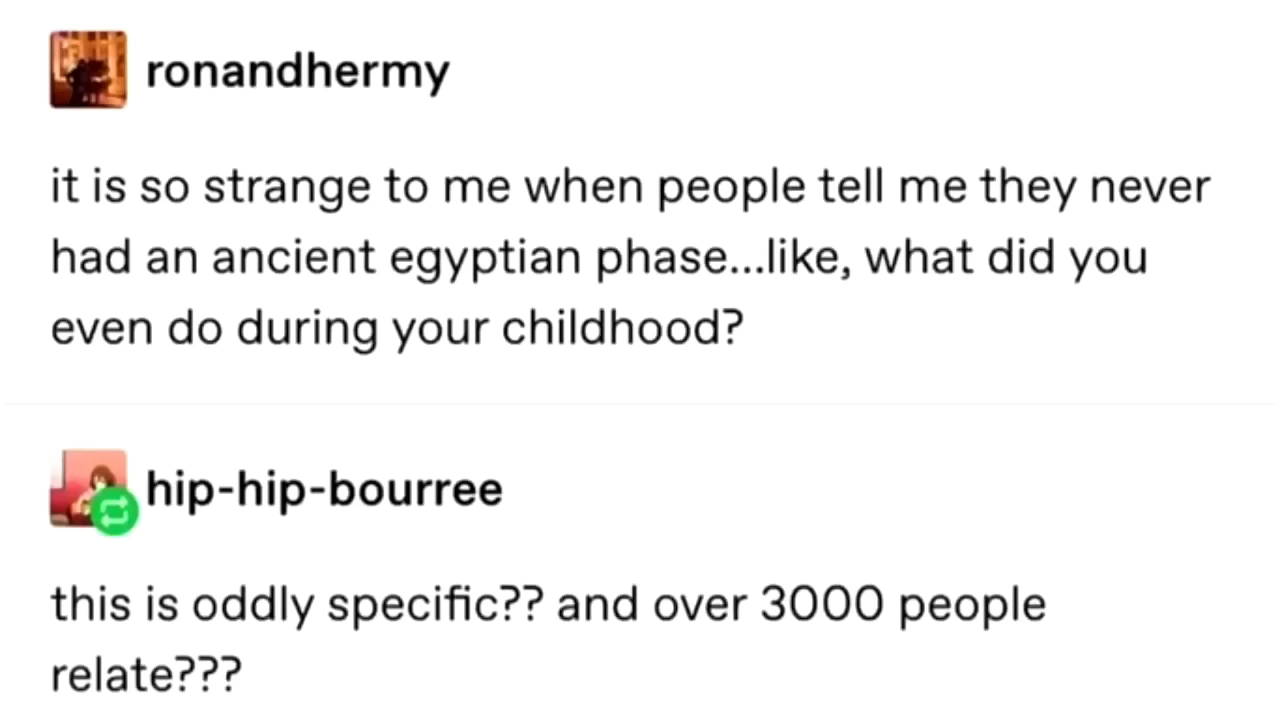 ronandhermy
it is so strange to me when people tell me they never
had an ancient egyptian phase...like, what did you
even do during your childhood?
hip-hip-bourree
this is oddly specific?? and over 3000 people
relate???